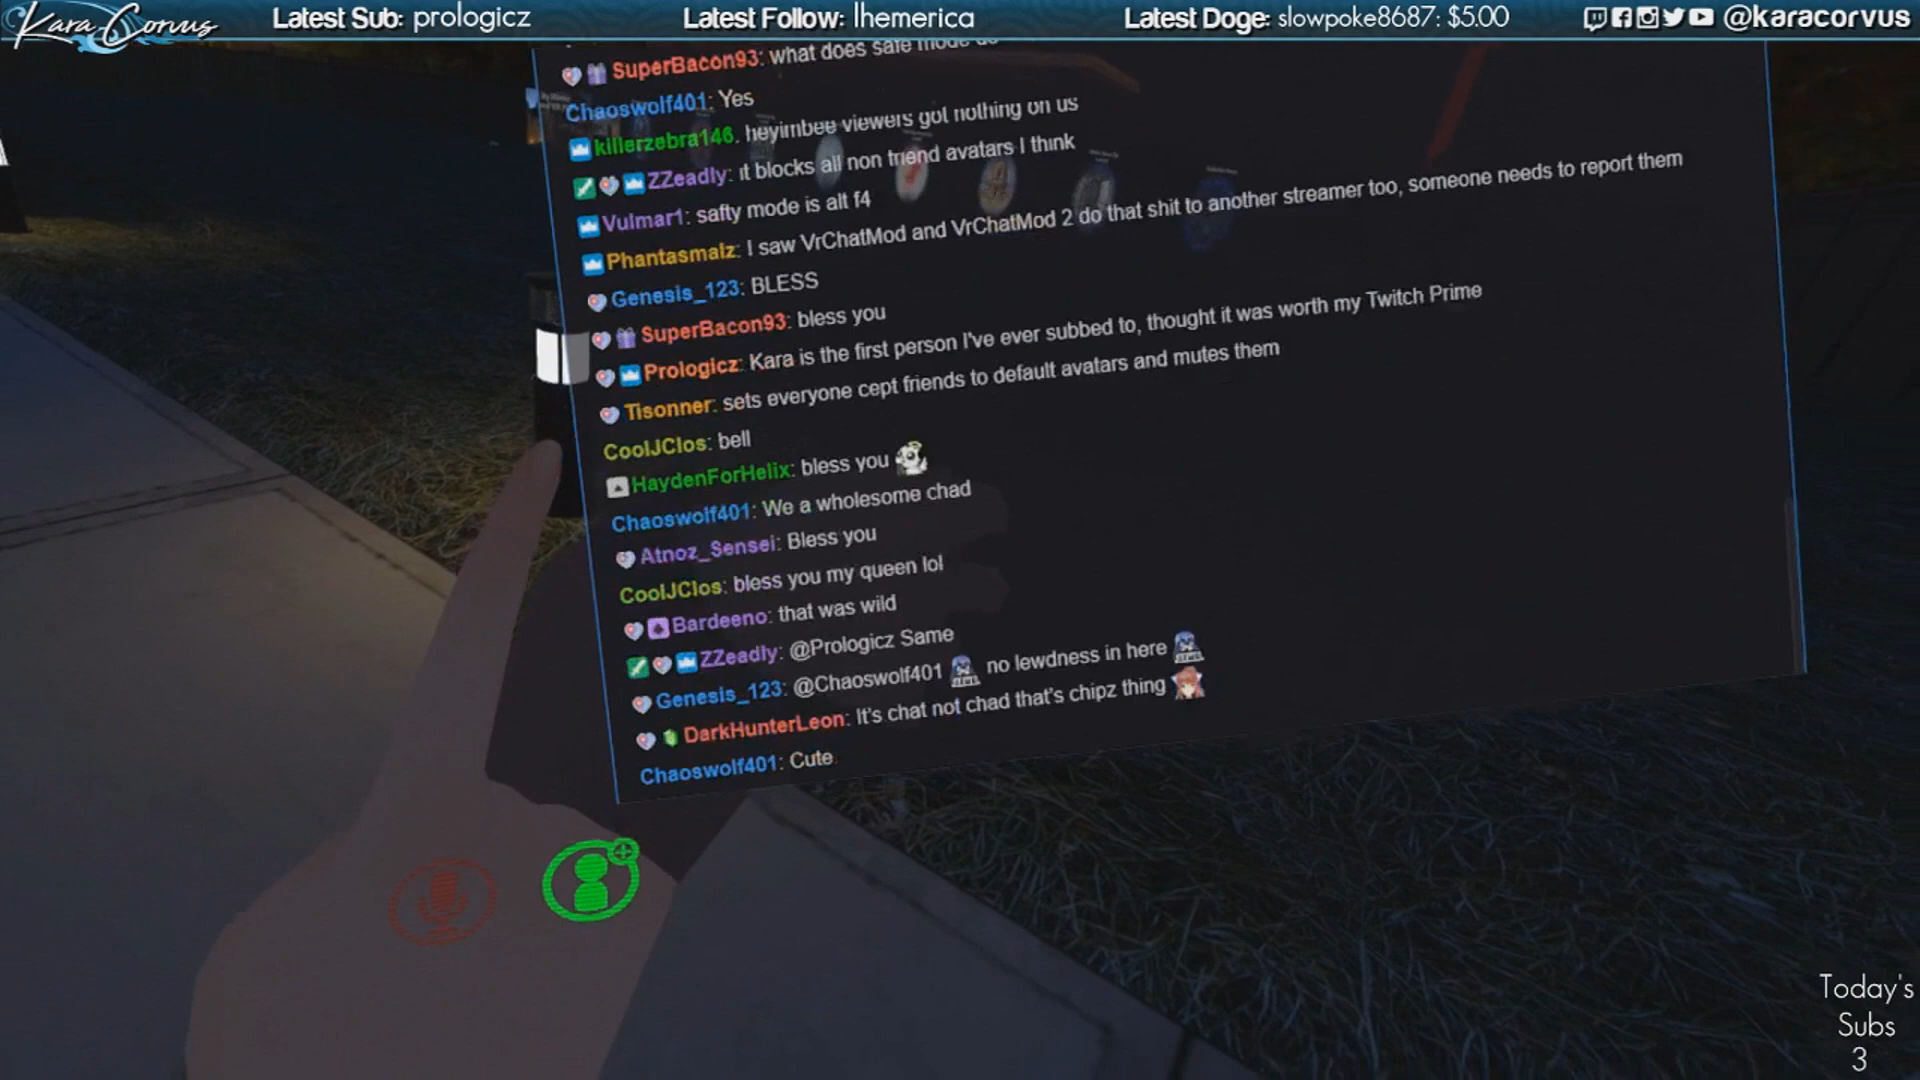 Kara Corvus
Latest Sub: prologicz
Latest Follow: lhemerica
Latest Doge: slowpoke8687: $5.00
@karacorvus
SuperBacon93: what does safe mode do
Chaoswolf401: Yes
killerzebra146: heyimbee viewers got nothing on us
ZZeadly: it blocks all non friend avatars I think
Vulmar1: safty mode is alt f4
Phantasmalz: I saw VrChatMod and VrChatMod 2 do that shit to another streamer too, someone needs to report them
Genesis_123: BLESS
SuperBacon93: bless you
Prologicz: Kara is the first person I've ever subbed to, thought it was worth my Twitch Prime
Tisonner: sets everyone cept friends to default avatars and mutes them
CoolJClos: bell
HaydenForHelix: bless you
Chaoswolf401: We a wholesome chad
Atnoz_Sensei: Bless you
CoolJClos: bless you my queen lol
Bardeeno: that was wild
ZZeadly: @Prologicz Same
Genesis_123: @Chaoswolf401 no lewdness in here
DarkHunterLeon: It's chat not chad that's chipz thing
Chaoswolf401: Cute
Today's
Subs
3